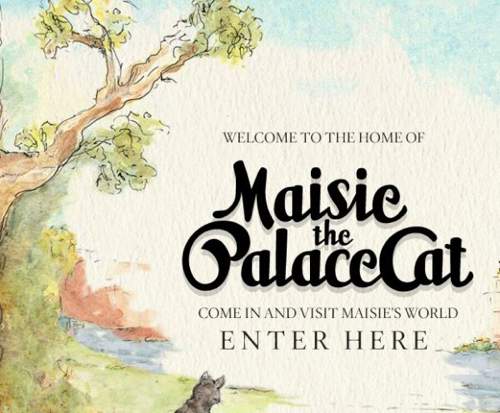 WELCOME TO THE HOME OF
Maisie
the
PalaceCat
COME IN AND VISIT MAISIE'S WORLD
ENTER HERE